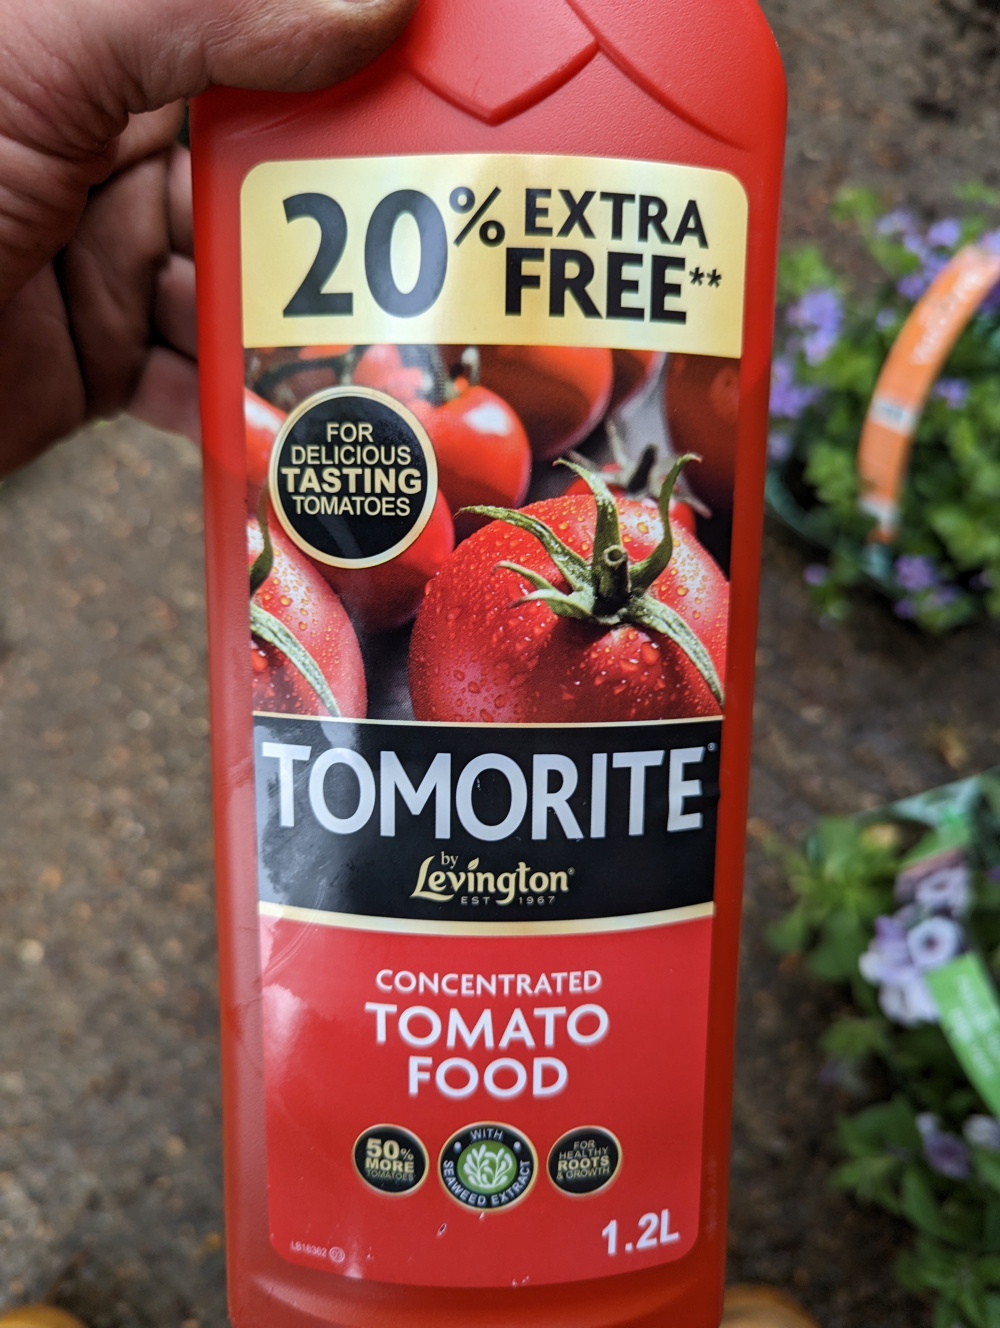 20% EXTRA
FREE**
FOR
DELICIOUS
TASTING
TOMATOES
TOMORITE®
by
Levington®
EST 1967
CONCENTRATED
TOMATO
FOOD
50%
MORE
TOMATOES
WITH
SEAWEED EXTRACT
FOR
HEALTHY
ROOTS
& GROWTH
1.2L
LB16362